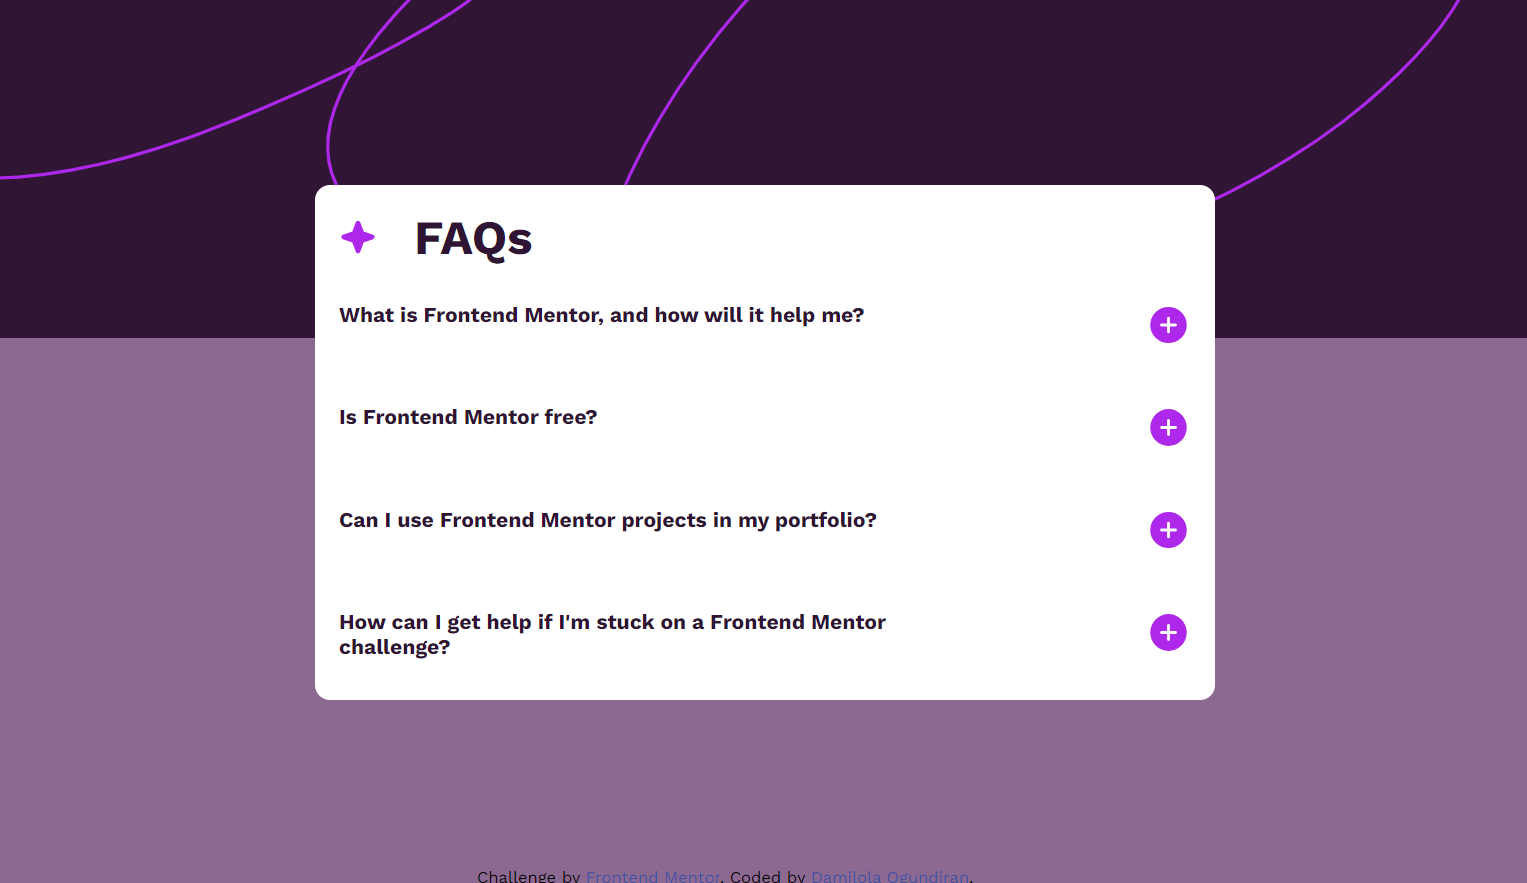 FAQs
What is Frontend Mentor, and how will it help me?
Is Frontend Mentor free?
Can I use Frontend Mentor projects in my portfolio?
How can I get help if I'm stuck on a Frontend Mentor
challenge?
Challenge by Frontend Mentor. Coded by Damilola Ogundiran.